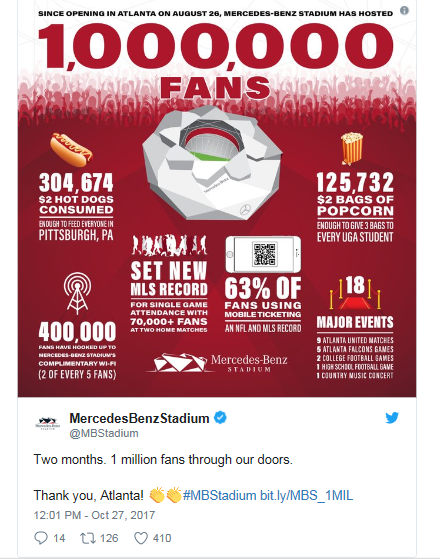 SINCE OPENING IN ATLANTA ON AUGUST 26, MERCEDES-BENZ STADIUM HAS HOSTED
1,000,000
FANS
304,674
$2 HOT DOGS
CONSUMED
ENOUGH TO FEED EVERYONE IN
PITTSBURGH, PA
125,732
$2 BAGS OF
POPCORN
ENOUGH TO GIVE 3 BAGS TO
EVERY UGA STUDENT
Mercedes-Benz
SET NEW
MLS RECORD
FOR SINGLE GAME
ATTENDANCE WITH
70,000+ FANS
AT TWO HOME MATCHES
63% OF
FANS USING
MOBILE TICKETING
AN NFL AND MLS RECORD
18
MAJOR EVENTS
9 ATLANTA UNITED MATCHES
5 ATLANTA FALCONS GAMES
2 COLLEGE FOOTBALL GAMES
1 HIGH SCHOOL FOOTBALL GAME
1 COUNTRY MUSIC CONCERT
400,000
FANS HAVE HOOKED UP TO
MERCEDES-BENZ STADIUM'S
COMPLIMENTARY WI-FI
(2 OF EVERY 5 FANS)
Mercedes-Benz
STADIUM
MercedesBenzStadium
@MBStadium
Two months. 1 million fans through our doors.
Thank you, Atlanta! 👏👏#MBStadium bit.ly/MBS_1MIL
12:01 PM - Oct 27, 2017
14 126 410